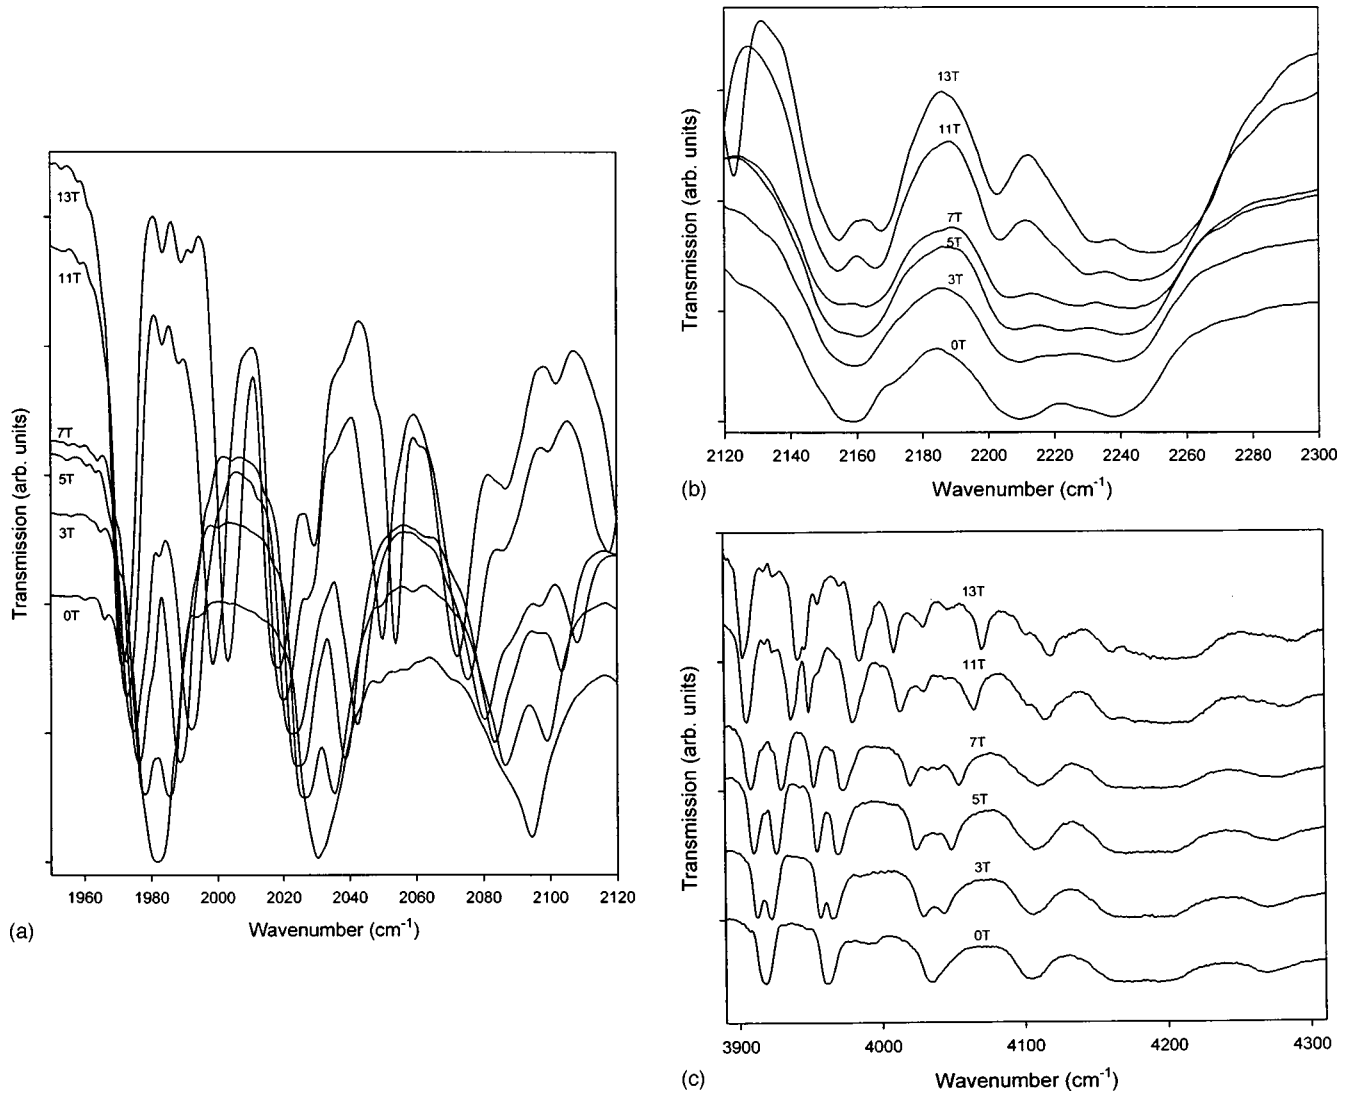 13T
11T
7T
5T
3T
0T
Transmission (arb. units)
1960 1980 2000 2020 2040 2060 2080 2100 2120
Wavenumber (cm-1)
(a)
13T
11T
7T
5T
3T
0T
Transmission (arb. units)
2120 2140 2160 2180 2200 2220 2240 2260 2280 2300
Wavenumber (cm-1)
(b)
13T
11T
7T
5T
3T
0T
Transmission (arb. units)
3900 4000 4100 4200 4300
Wavenumber (cm-1)
(c)